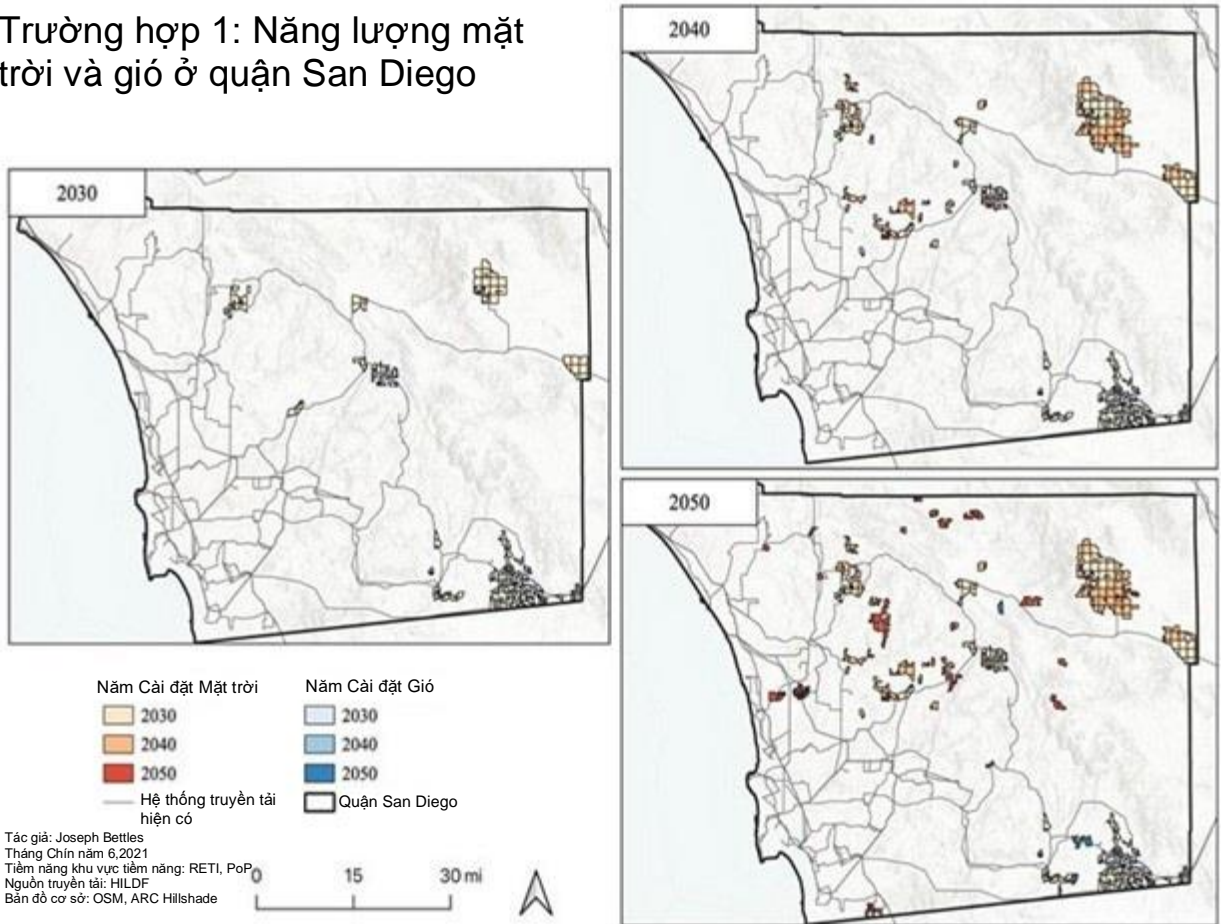 Trường hợp 1: Năng lượng mặt
trời và gió ở quận San Diego
2030
2040
2050
Năm Cài đặt Mặt trời
2030
2040
2050
Hệ thống truyền tải
hiện có
Năm Cài đặt Gió
2030
2040
2050
Quận San Diego
Tác giả: Joseph Bettles
Tháng Chín năm 6,2021
Tiềm năng khu vực tiềm năng: RETI, PoP
Nguồn truyền tải: HILDF
Bản đồ cơ sở: OSM, ARC Hillshade
0 15 30 mi